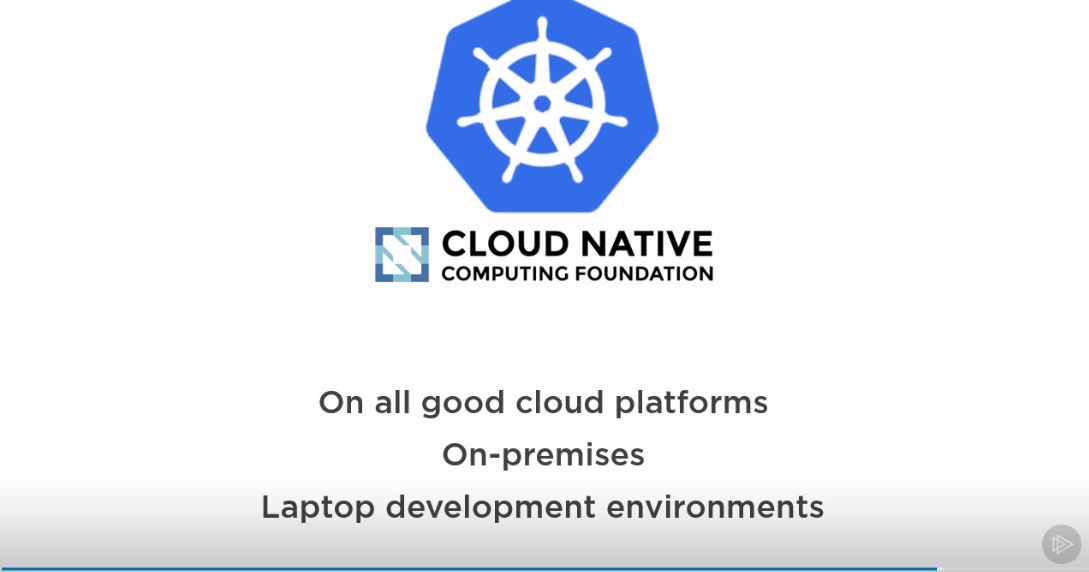 CLOUD NATIVE
COMPUTING FOUNDATION
On all good cloud platforms
On-premises
Laptop development environments